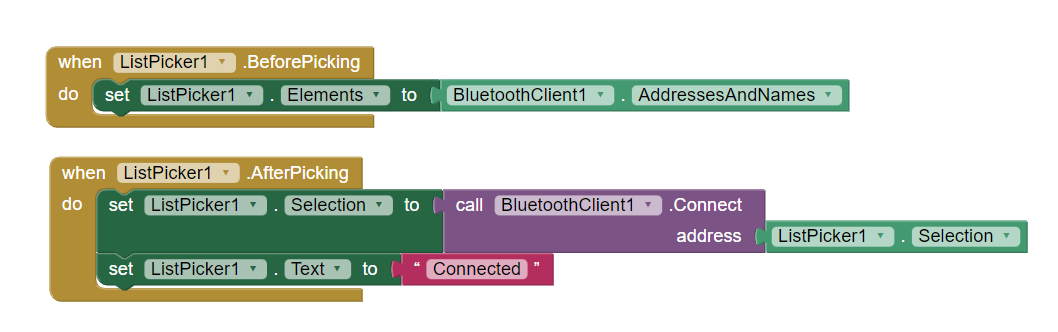 when ListPicker1 .BeforePicking
do set ListPicker1 . Elements to BluetoothClient1 . AddressesAndNames
when ListPicker1 .AfterPicking
do set ListPicker1 . Selection to call BluetoothClient1 .Connect
address ListPicker1 . Selection
set ListPicker1 . Text to “ Connected ”